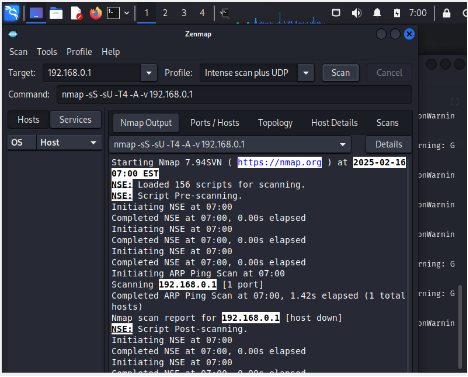 1 2 3 4 7:00
Zenmap
Scan Tools Profile Help
Target: 192.168.0.1 Profile: Intense scan plus UDP Scan Cancel
Command: nmap -sS -sU -T4 -A -v 192.168.0.1
Hosts Services Nmap Output Ports / Hosts Topology Host Details Scans
OS Host nmap -sS -sU -T4 -A -v 192.168.0.1 Details
Starting Nmap 7.94SVN ( https://nmap.org ) at 2025-02-16
07:00 EST
NSE: Loaded 156 scripts for scanning.
NSE: Script Pre-scanning.
Initiating NSE at 07:00
Completed NSE at 07:00, 0.00s elapsed
Initiating NSE at 07:00
Completed NSE at 07:00, 0.00s elapsed
Initiating NSE at 07:00
Completed NSE at 07:00, 0.00s elapsed
Initiating ARP Ping Scan at 07:00
Scanning 192.168.0.1 [1 port]
Completed ARP Ping Scan at 07:00, 1.42s elapsed (1 total
hosts)
Nmap scan report for 192.168.0.1 [host down]
NSE: Script Post-scanning.
Initiating NSE at 07:00
Completed NSE at 07:00, 0.00s elapsed
Initiating NSE at 07:00
Completed NSE at 07:00, 0.00s elapsed
onWarnin
rning: G
onWarnin
onWarnin
rning: G
onWarnin
rning: G
onWarnin